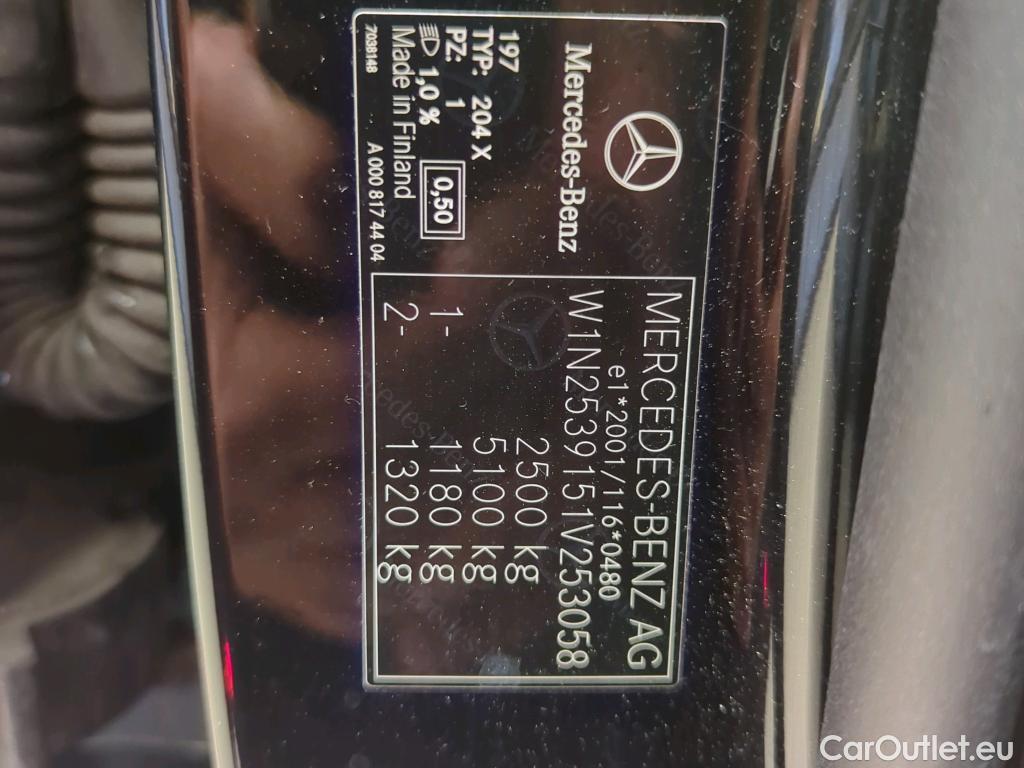 Mercedes-Benz
197
TYP: 204 X
PZ: 1
1,0 %
0,50
Made in Finland
7038148
A 000 817 44 04
MERCEDES-BENZ AG
e1*2001/116*0480
W1N2539151V253058
2500 kg
5100 kg
1- 1180 kg
2- 1320 kg
CarOutlet.eu